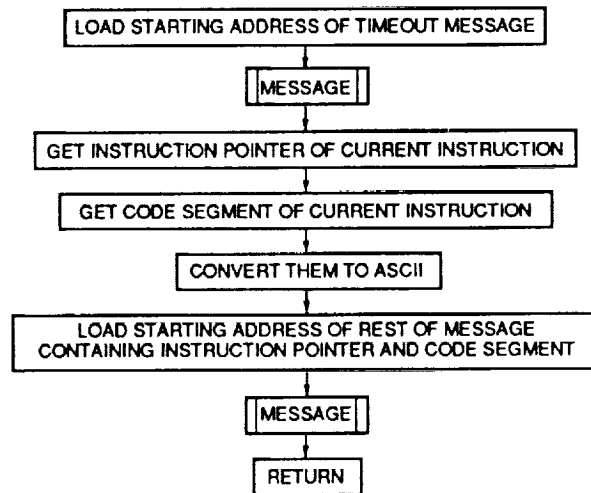 LOAD STARTING ADDRESS OF TIMEOUT MESSAGE
MESSAGE
GET INSTRUCTION POINTER OF CURRENT INSTRUCTION
GET CODE SEGMENT OF CURRENT INSTRUCTION
CONVERT THEM TO ASCII
LOAD STARTING ADDRESS OF REST OF MESSAGE
CONTAINING INSTRUCTION POINTER AND CODE SEGMENT
MESSAGE
RETURN